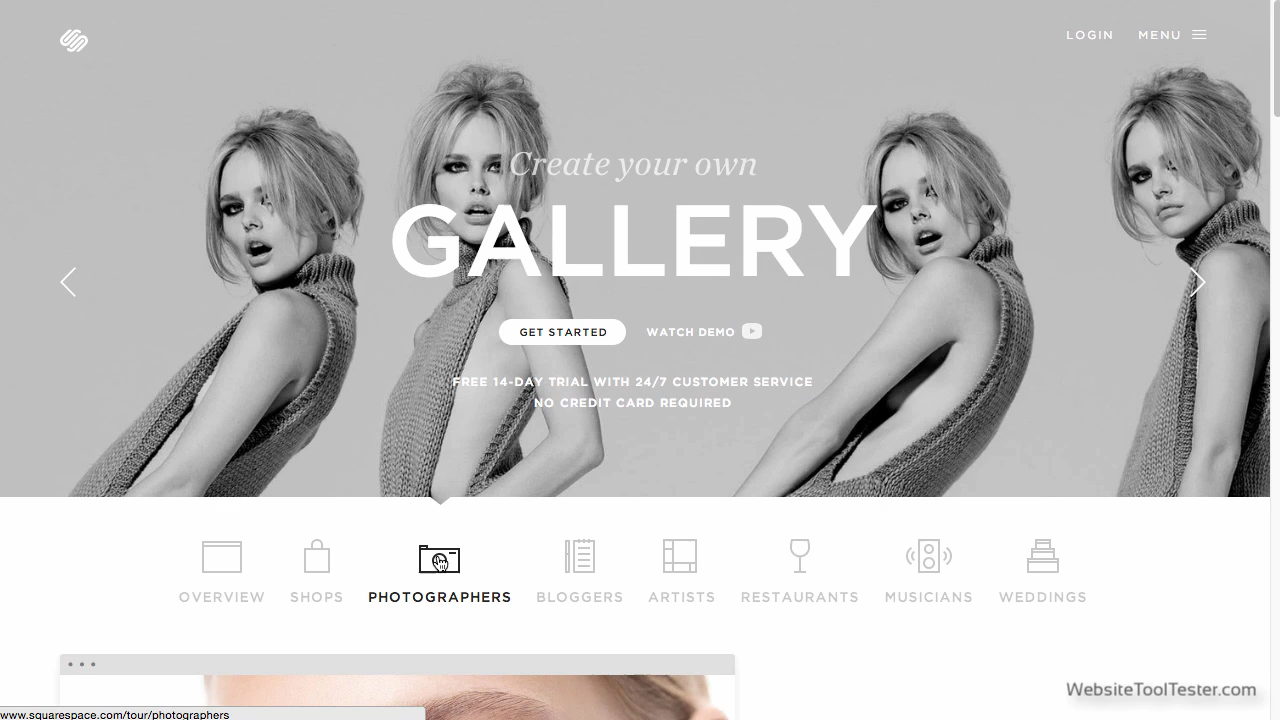 LOGIN MENU
Create your own
GALLERY
GET STARTED WATCH DEMO
FREE 14-DAY TRIAL WITH 24/7 CUSTOMER SERVICE
NO CREDIT CARD REQUIRED
OVERVIEW SHOPS PHOTOGRAPHERS BLOGGERS ARTISTS RESTAURANTS MUSICIANS WEDDINGS
WebsiteToolTester.com
www.squarespace.com/tour/photographers